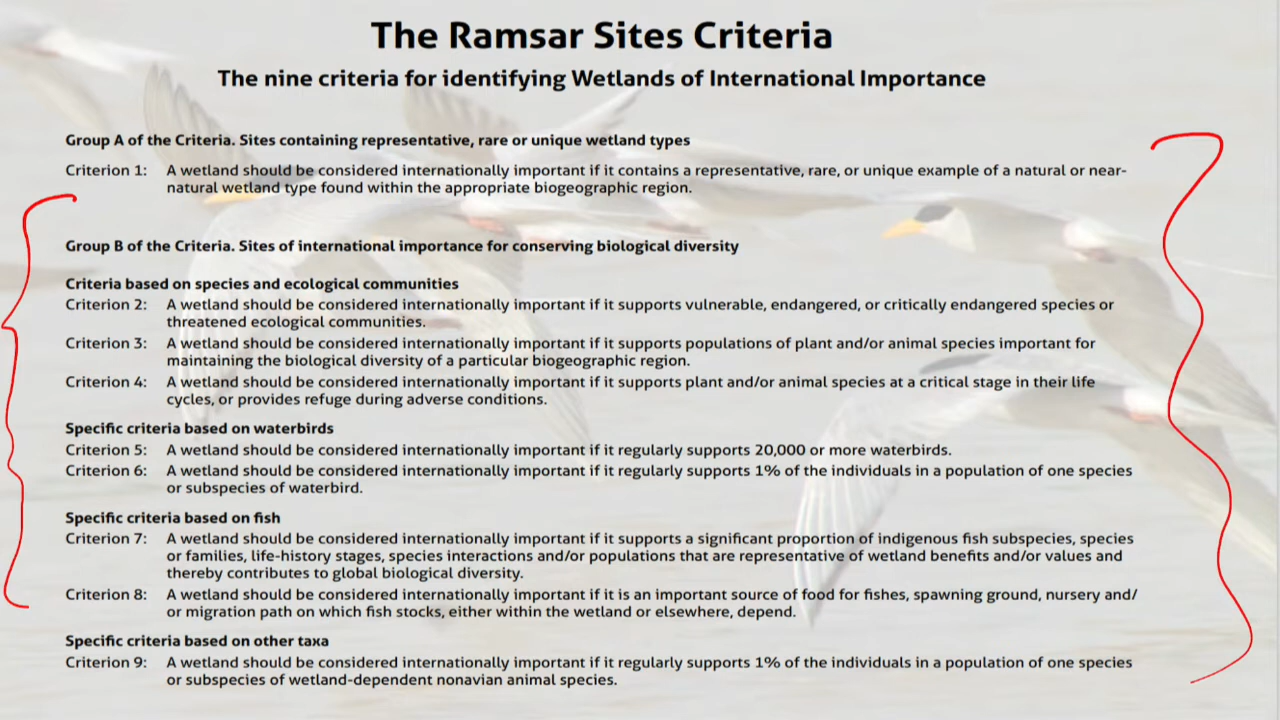 The Ramsar Sites Criteria
The nine criteria for identifying Wetlands of International Importance
Group A of the Criteria. Sites containing representative, rare or unique wetland types
Criterion 1: A wetland should be considered internationally important if it contains a representative, rare, or unique example of a natural or near-
natural wetland type found within the appropriate biogeographic region.
Group B of the Criteria. Sites of international importance for conserving biological diversity
Criteria based on species and ecological communities
Criterion 2: A wetland should be considered internationally important if it supports vulnerable, endangered, or critically endangered species or
threatened ecological communities.
Criterion 3: A wetland should be considered internationally important if it supports populations of plant and/or animal species important for
maintaining the biological diversity of a particular biogeographic region.
Criterion 4: A wetland should be considered internationally important if it supports plant and/or animal species at a critical stage in their life
cycles, or provides refuge during adverse conditions.
Specific criteria based on waterbirds
Criterion 5: A wetland should be considered internationally important if it regularly supports 20,000 or more waterbirds.
Criterion 6: A wetland should be considered internationally important if it regularly supports 1% of the individuals in a population of one species
or subspecies of waterbird.
Specific criteria based on fish
Criterion 7: A wetland should be considered internationally important if it supports a significant proportion of indigenous fish subspecies, species
or families, life-history stages, species interactions and/or populations that are representative of wetland benefits and/or values and
thereby contributes to global biological diversity.
Criterion 8: A wetland should be considered internationally important if it is an important source of food for fishes, spawning ground, nursery and/
or migration path on which fish stocks, either within the wetland or elsewhere, depend.
Specific criteria based on other taxa
Criterion 9: A wetland should be considered internationally important if it regularly supports 1% of the individuals in a population of one species
or subspecies of wetland-dependent nonavian animal species.